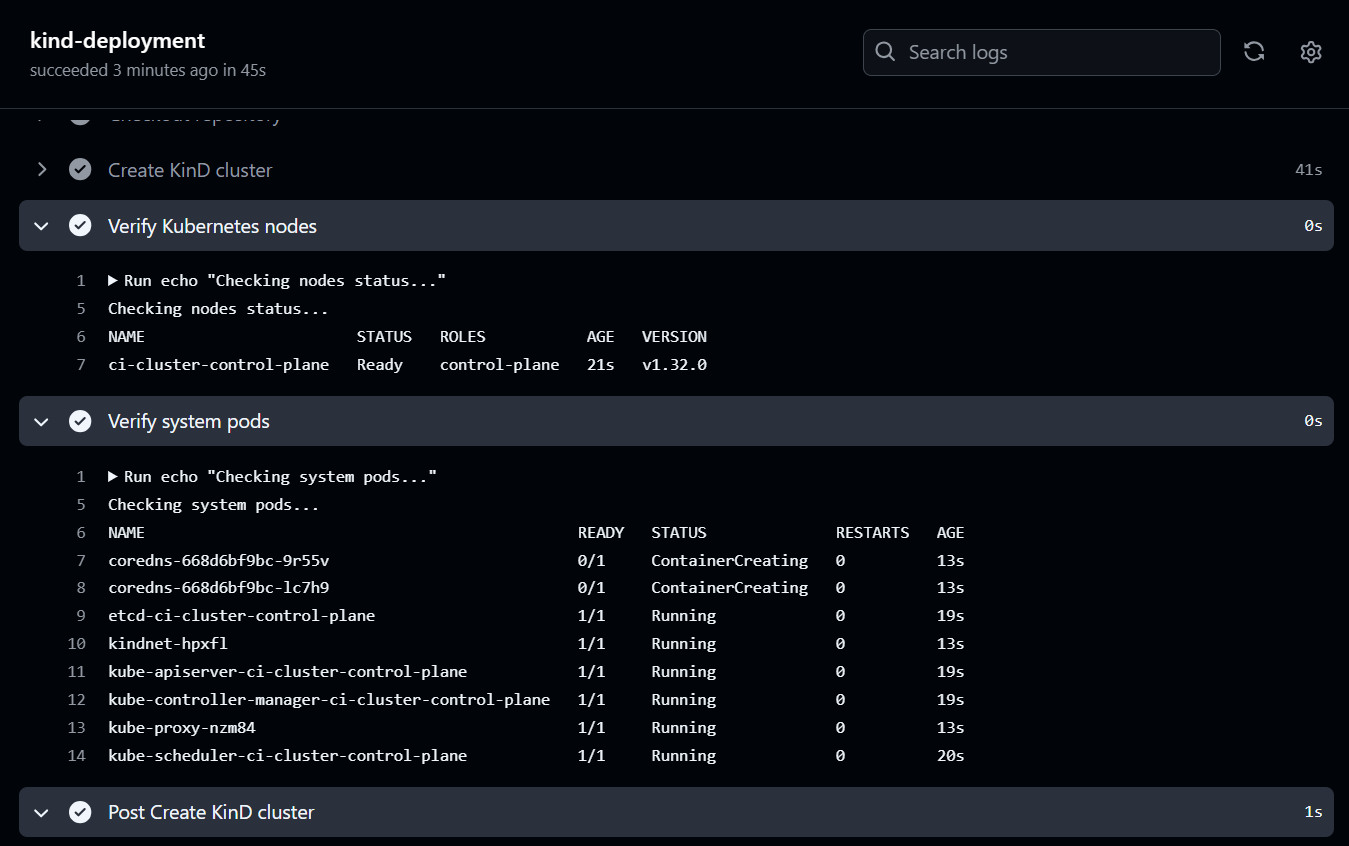 kind-deployment
succeeded 3 minutes ago in 45s
Search logs
Checkout repository
Create KinD cluster 41s
Verify Kubernetes nodes 0s
1 Run echo "Checking nodes status..."
5 Checking nodes status...
6 NAME STATUS ROLES AGE VERSION
7 ci-cluster-control-plane Ready control-plane 21s v1.32.0
Verify system pods 0s
1 Run echo "Checking system pods..."
5 Checking system pods...
6 NAME READY STATUS RESTARTS AGE
7 coredns-668d6bf9bc-9r55v 0/1 ContainerCreating 0 13s
8 coredns-668d6bf9bc-lc7h9 0/1 ContainerCreating 0 13s
9 etcd-ci-cluster-control-plane 1/1 Running 0 19s
10 kindnet-hpxfl 1/1 Running 0 13s
11 kube-apiserver-ci-cluster-control-plane 1/1 Running 0 19s
12 kube-controller-manager-ci-cluster-control-plane 1/1 Running 0 19s
13 kube-proxy-nzm84 1/1 Running 0 13s
14 kube-scheduler-ci-cluster-control-plane 1/1 Running 0 20s
Post Create KinD cluster 1s